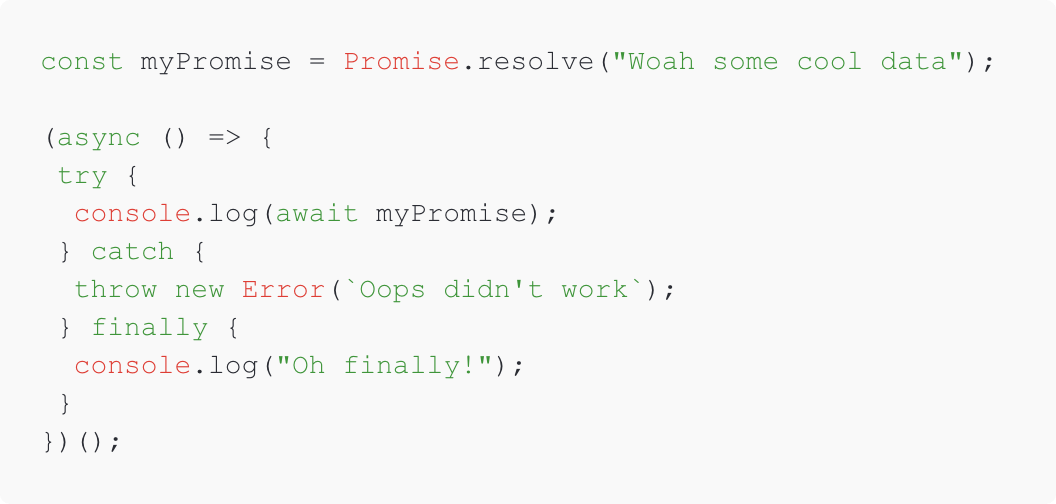 const myPromise = Promise.resolve("Woah some cool data");

(async () => {
 try {
  console.log(await myPromise);
 } catch {
  throw new Error(`Oops didn't work`);
 } finally {
  console.log("Oh finally!");
 }
})();